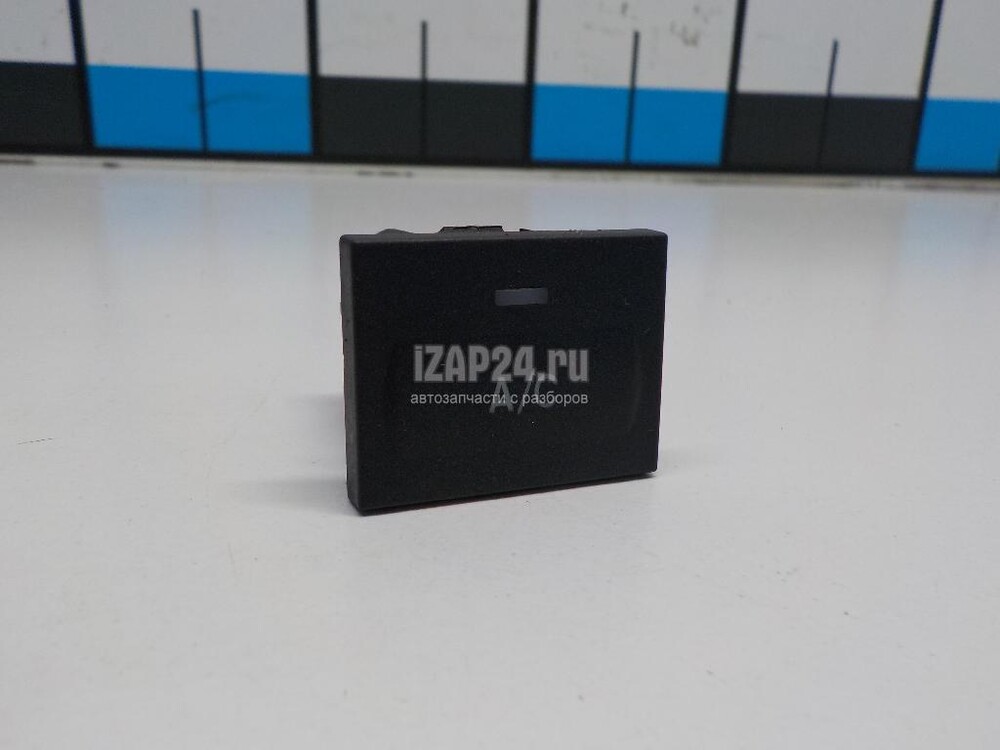 iZAP24.ru
автозапчасти с разборов
A/C